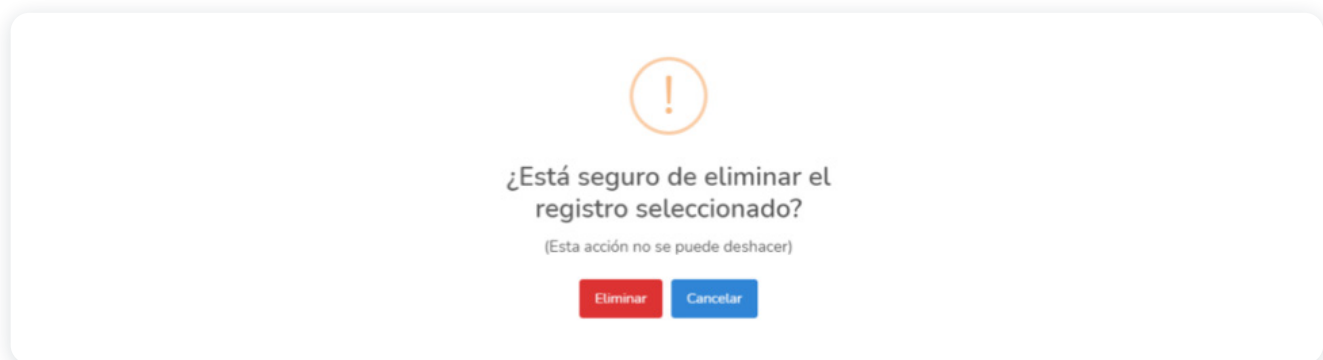 ¿Está seguro de eliminar el
registro seleccionado?
(Esta acción no se puede deshacer)
Eliminar Cancelar